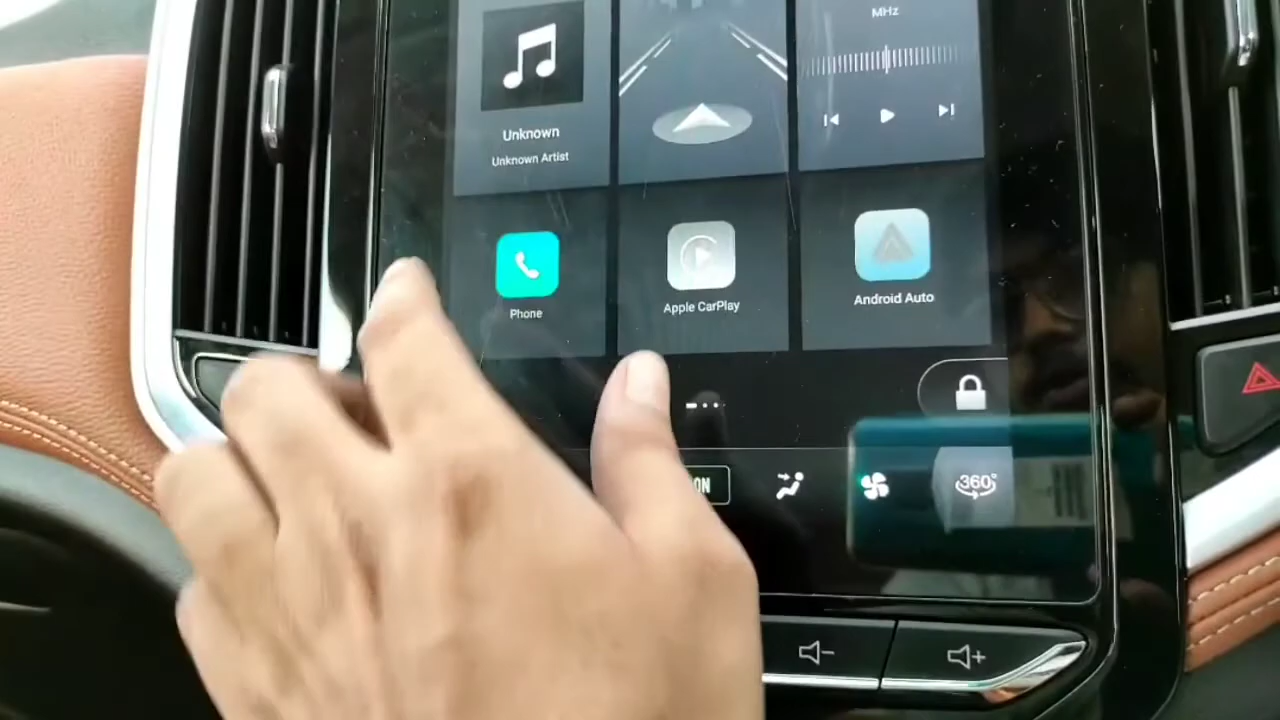 MHz
Unknown
Unknown Artist
Phone
Apple CarPlay
Android Auto
ON
360°